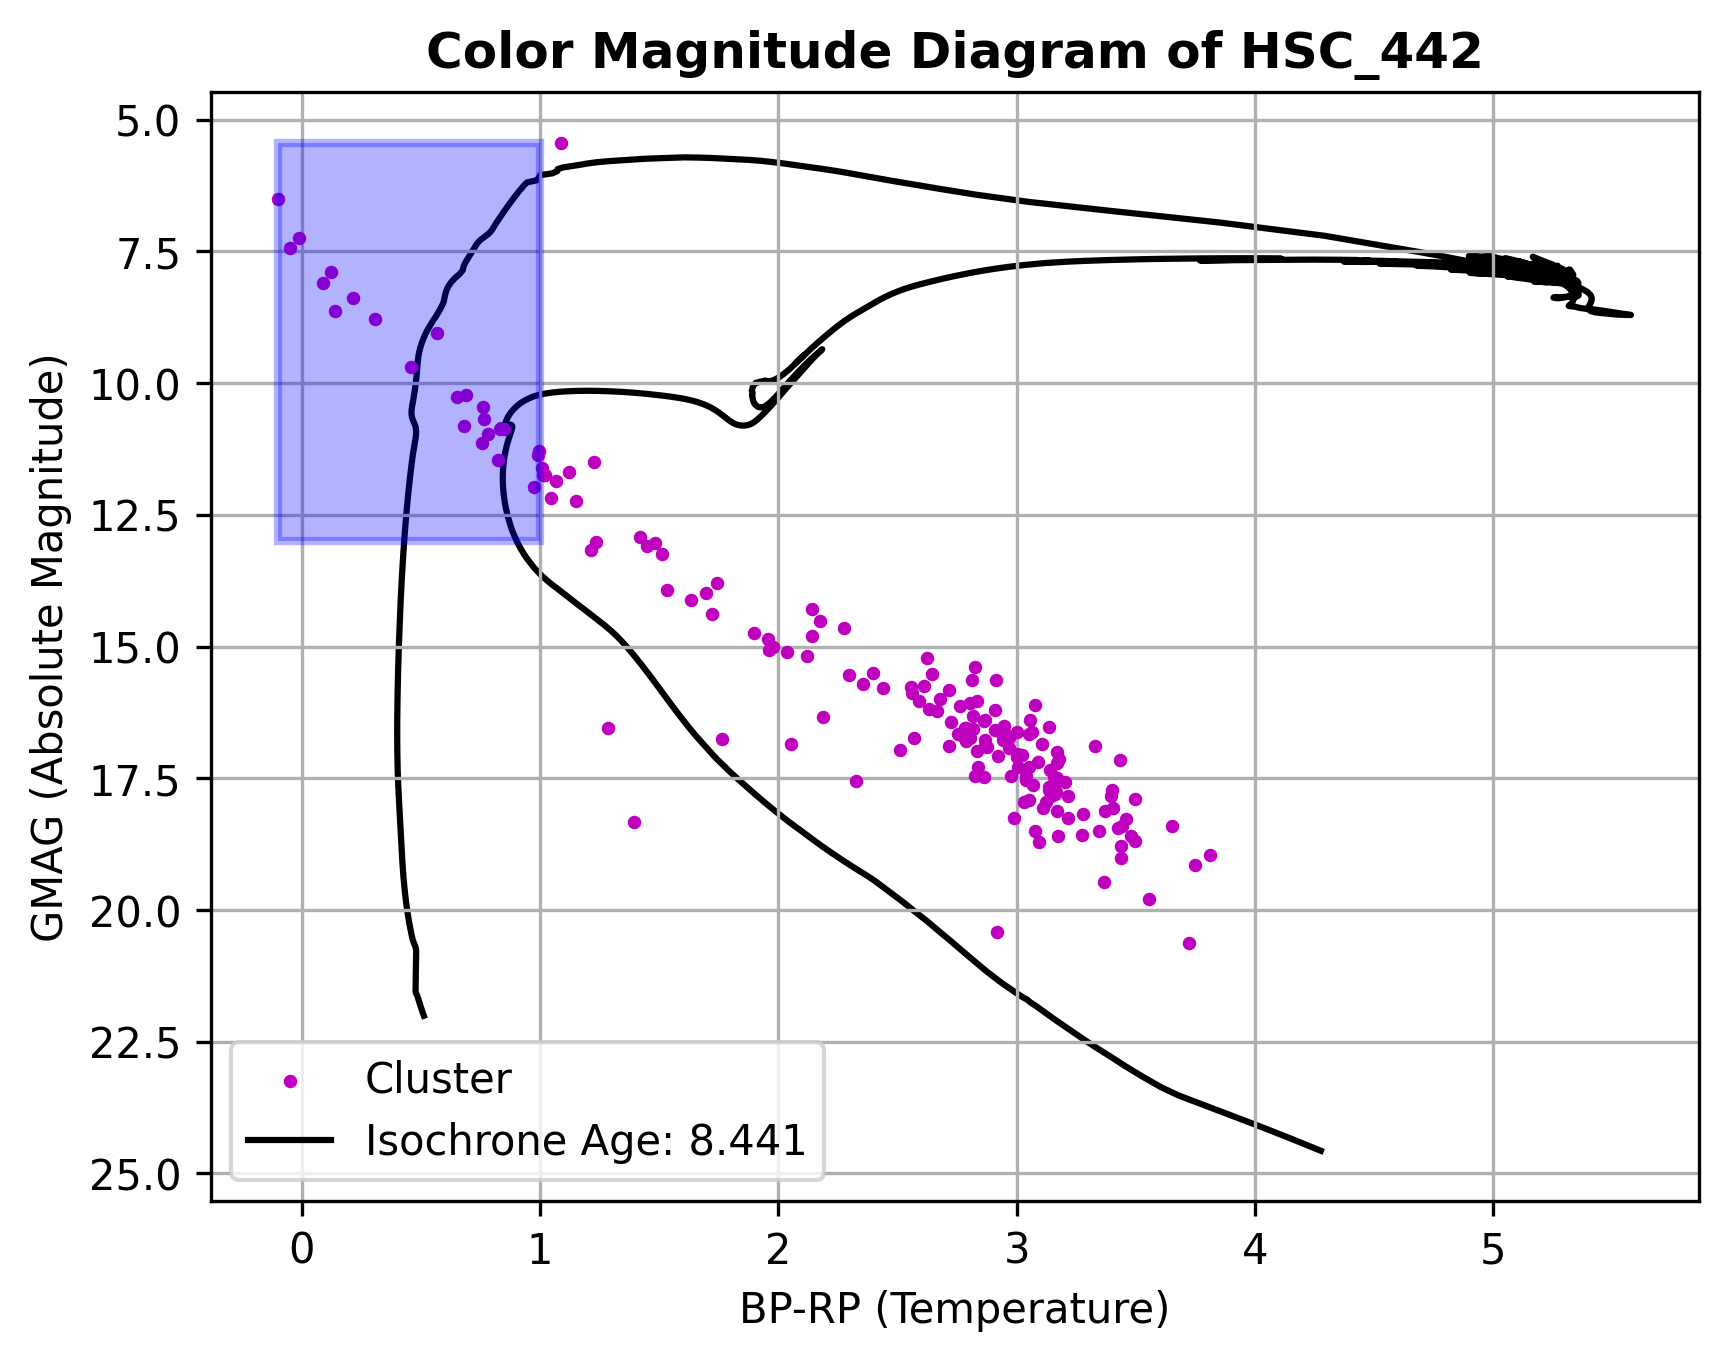 Color Magnitude Diagram of HSC_442
GMAG (Absolute Magnitude)
5.0
7.5
10.0
12.5
15.0
17.5
20.0
22.5
25.0
Cluster
Isochrone Age: 8.441
0 1 2 3 4 5
BP-RP (Temperature)